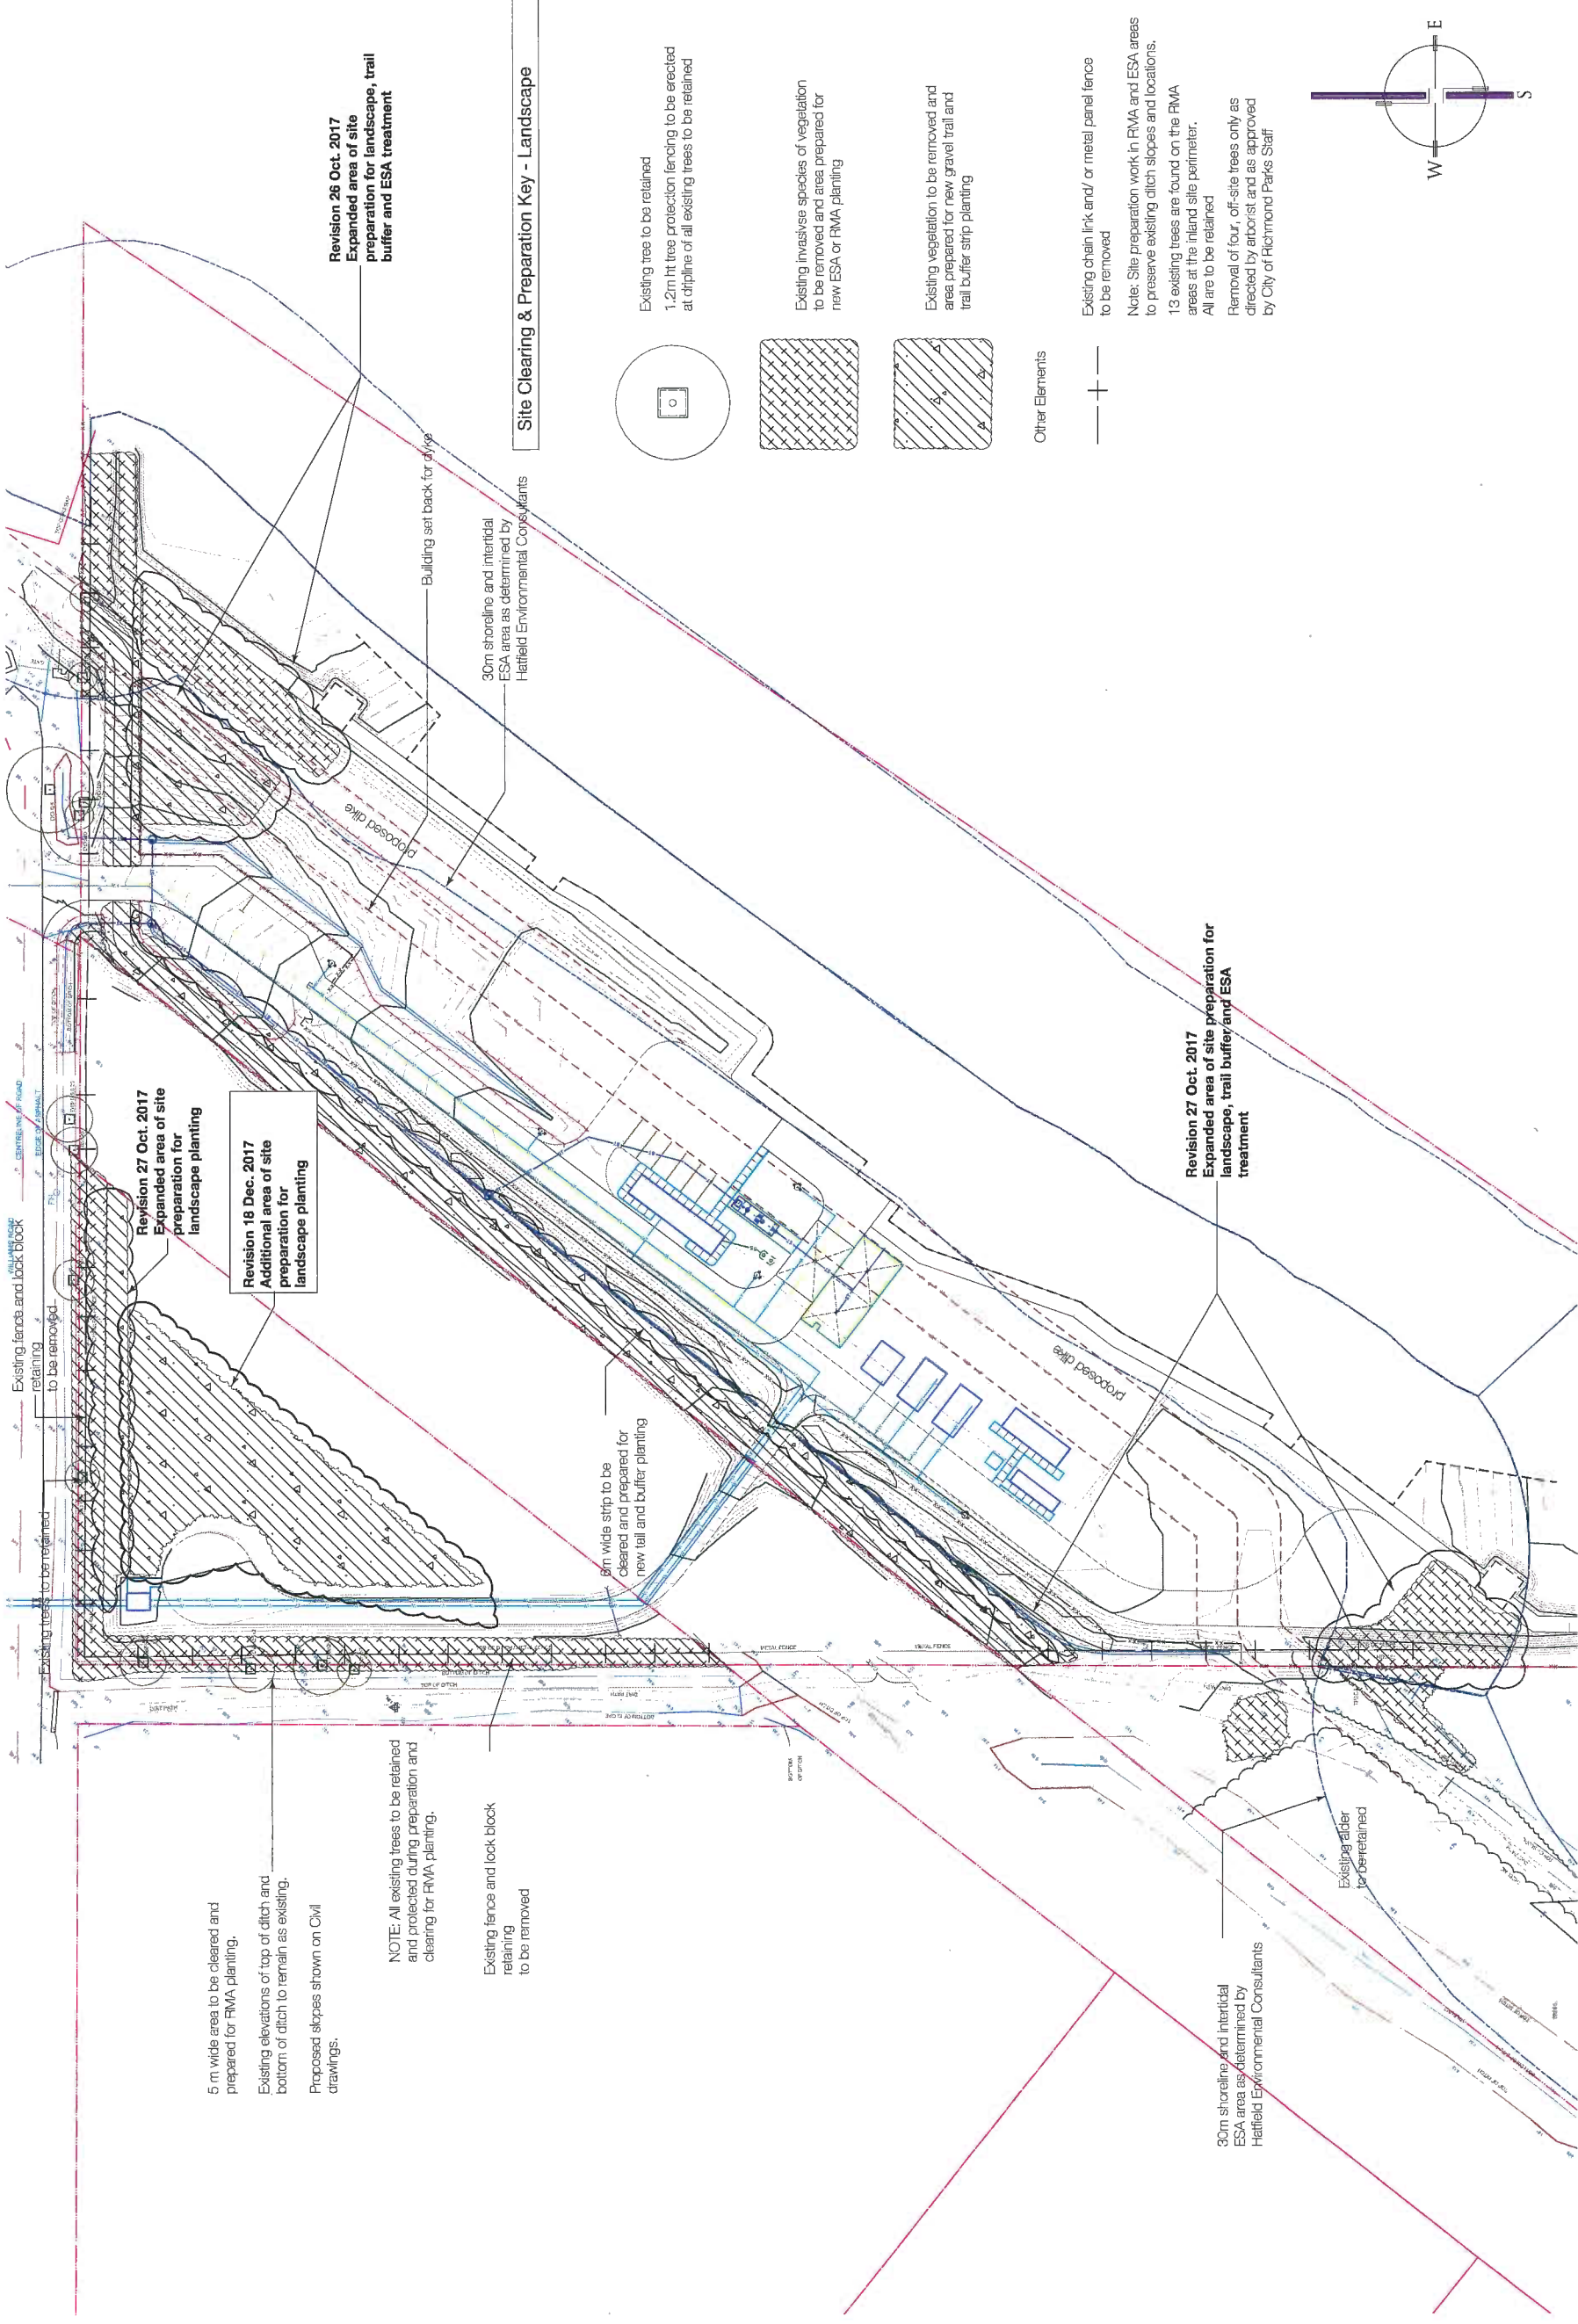 Existing fence and lock block
retaining
to be removed
Existing trees to be retained
CENTRELINE OF ROAD
EDGE OF ASPHALT
Revision 27 Oct. 2017
Expanded area of site
preparation for
landscape planting
Revision 18 Dec. 2017
Additional area of site
preparation for
landscape planting
5 m wide area to be cleared and
prepared for RMA planting.
Existing elevations of top of ditch and
bottom of ditch to remain as existing.
Proposed slopes shown on Civil
drawings.
NOTE: All existing trees to be retained
and protected during preparation and
clearing for RMA planting.
Existing fence and lock block
retaining
to be removed
6m wide strip to be
cleared and prepared for
new tail and buffer planting
BOTTOM
OF DITCH
proposed dike
proposed dike
Building set back for dyke
30m shoreline and intertidal
ESA area as determined by
Hatfield Environmental Consultants
Revision 26 Oct. 2017
Expanded area of site
preparation for landscape, trail
buffer and ESA treatment
Revision 27 Oct. 2017
Expanded area of site preparation for
landscape, trail buffer and ESA
treatment
30m shoreline and intertidal
ESA area as determined by
Hatfield Environmental Consultants
Existing alder
to be retained
Site Clearing & Preparation Key - Landscape
Existing tree to be retained
1.2m ht tree protection fencing to be erected
at dripline of all existing trees to be retained
Existing invasivse species of vegetation
to be removed and area prepared for
new ESA or RMA planting
Existing vegetation to be removed and
area prepared for new gravel trail and
trail buffer strip planting
Other Elements
Existing chain link and/ or metal panel fence
to be removed
Note: Site preparation work in RMA and ESA areas
to preserve existing ditch slopes and locations.
13 existing trees are found on the RMA
areas at the inland site perimeter.
All are to be retained
Removal of four, off-site trees only as
directed by arborist and as approved
by City of Richmond Parks Staff
W
E
S